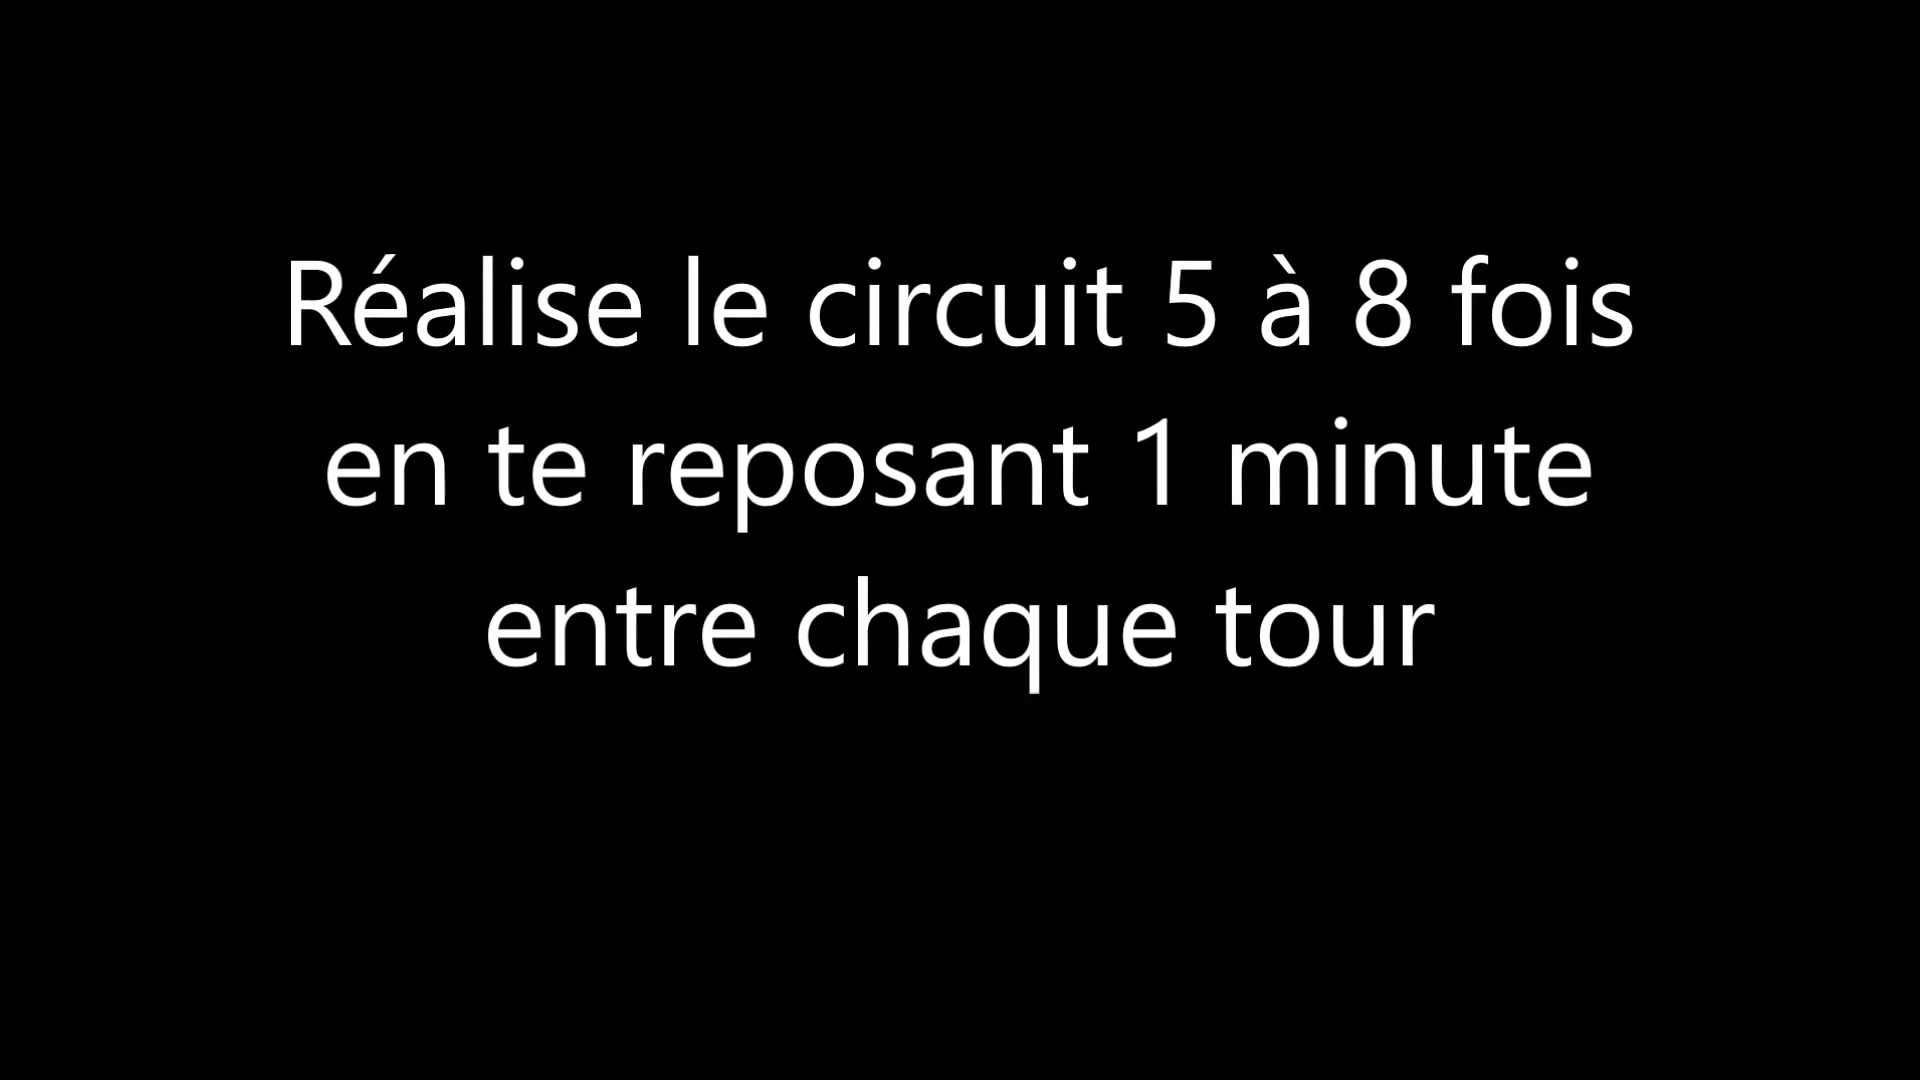 Réalise le circuit 5 à 8 fois
en te reposant 1 minute
entre chaque tour